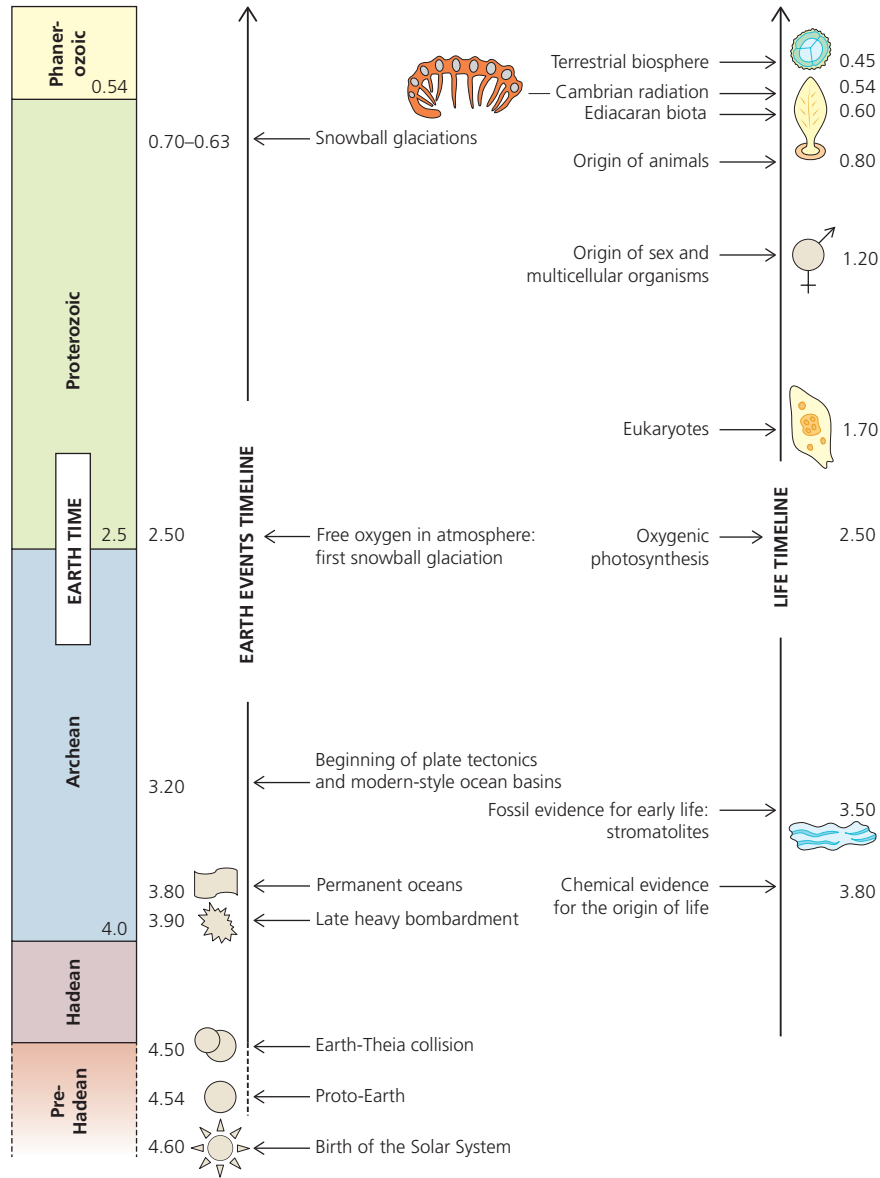 Phaner-
ozoic
0.54
Proterozoic
2.5
EARTH TIME
Archean
4.0
Hadean
Pre-
Hadean
EARTH EVENTS TIMELINE
0.70–0.63
Snowball glaciations
2.50
Free oxygen in atmosphere:
first snowball glaciation
3.20
Beginning of plate tectonics
and modern-style ocean basins
3.80
Permanent oceans
3.90
Late heavy bombardment
4.50
Earth-Theia collision
4.54
Proto-Earth
4.60
Birth of the Solar System
LIFE TIMELINE
Terrestrial biosphere
0.45
Cambrian radiation
0.54
Ediacaran biota
0.60
Origin of animals
0.80
Origin of sex and
multicellular organisms
1.20
Eukaryotes
1.70
Oxygenic
photosynthesis
2.50
Fossil evidence for early life:
stromatolites
3.50
Chemical evidence
for the origin of life
3.80